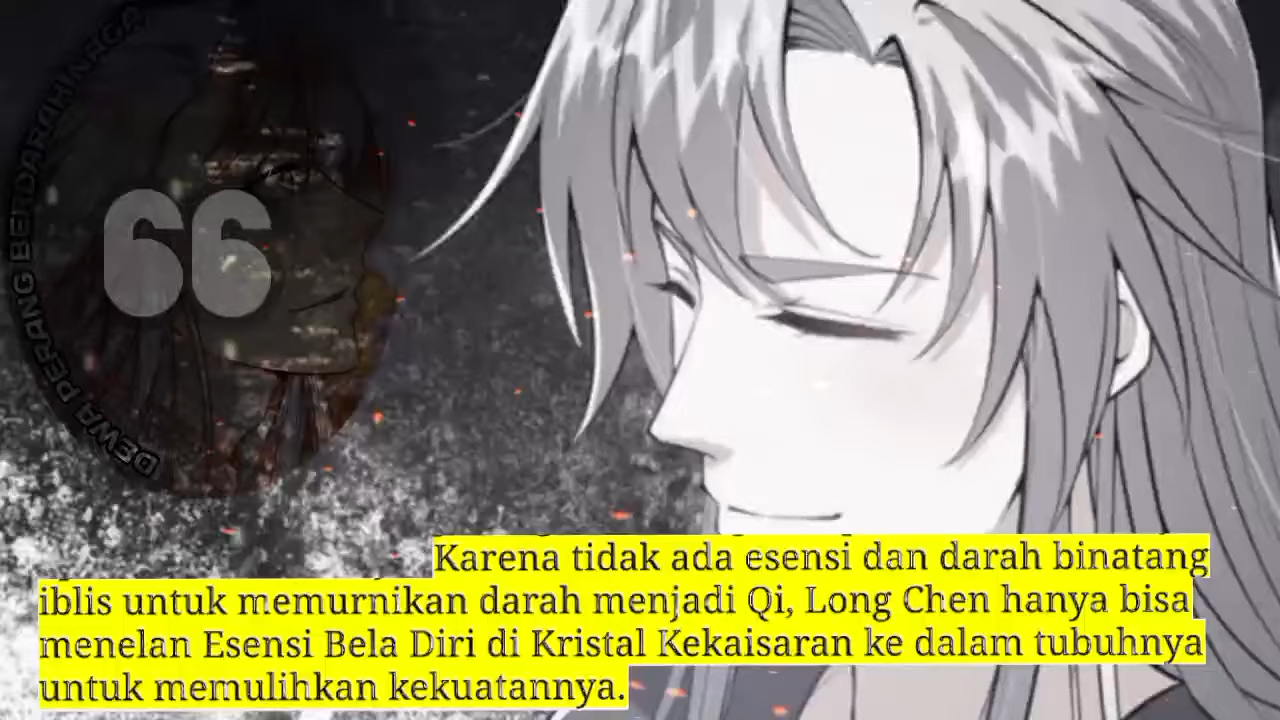 DEWA PERANG BERDARAH NAGA
66
Karena tidak ada esensi dan darah binatang
iblis untuk memurnikan darah menjadi Qi, Long Chen hanya bisa
menelan Esensi Bela Diri di Kristal Kekaisaran ke dalam tubuhnya
untuk memulihkan kekuatannya.